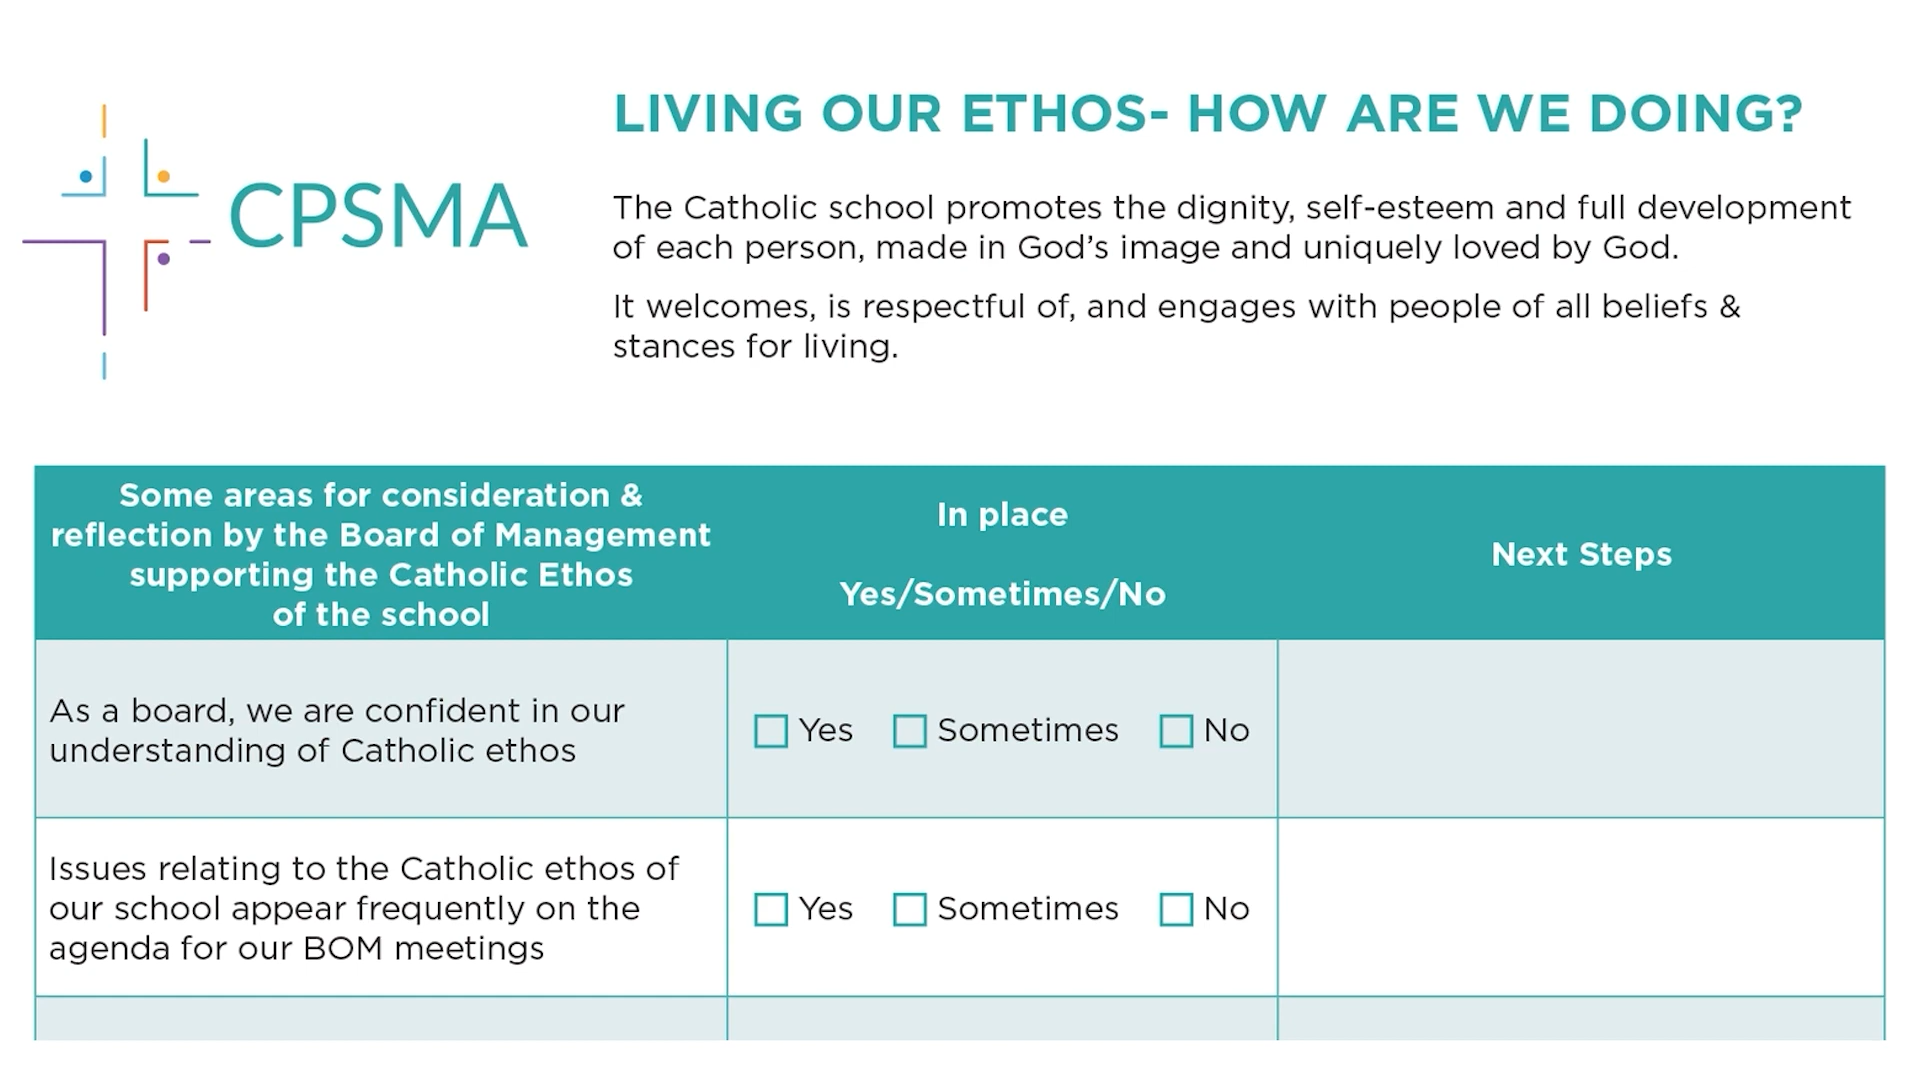 CPSMA
LIVING OUR ETHOS- HOW ARE WE DOING?
The Catholic school promotes the dignity, self-esteem and full development
of each person, made in God’s image and uniquely loved by God.
It welcomes, is respectful of, and engages with people of all beliefs &
stances for living.
Some areas for consideration &
reflection by the Board of Management
supporting the Catholic Ethos
of the school
In place
Yes/Sometimes/No
Next Steps
As a board, we are confident in our
understanding of Catholic ethos
Yes Sometimes No
Issues relating to the Catholic ethos of
our school appear frequently on the
agenda for our BOM meetings
Yes Sometimes No